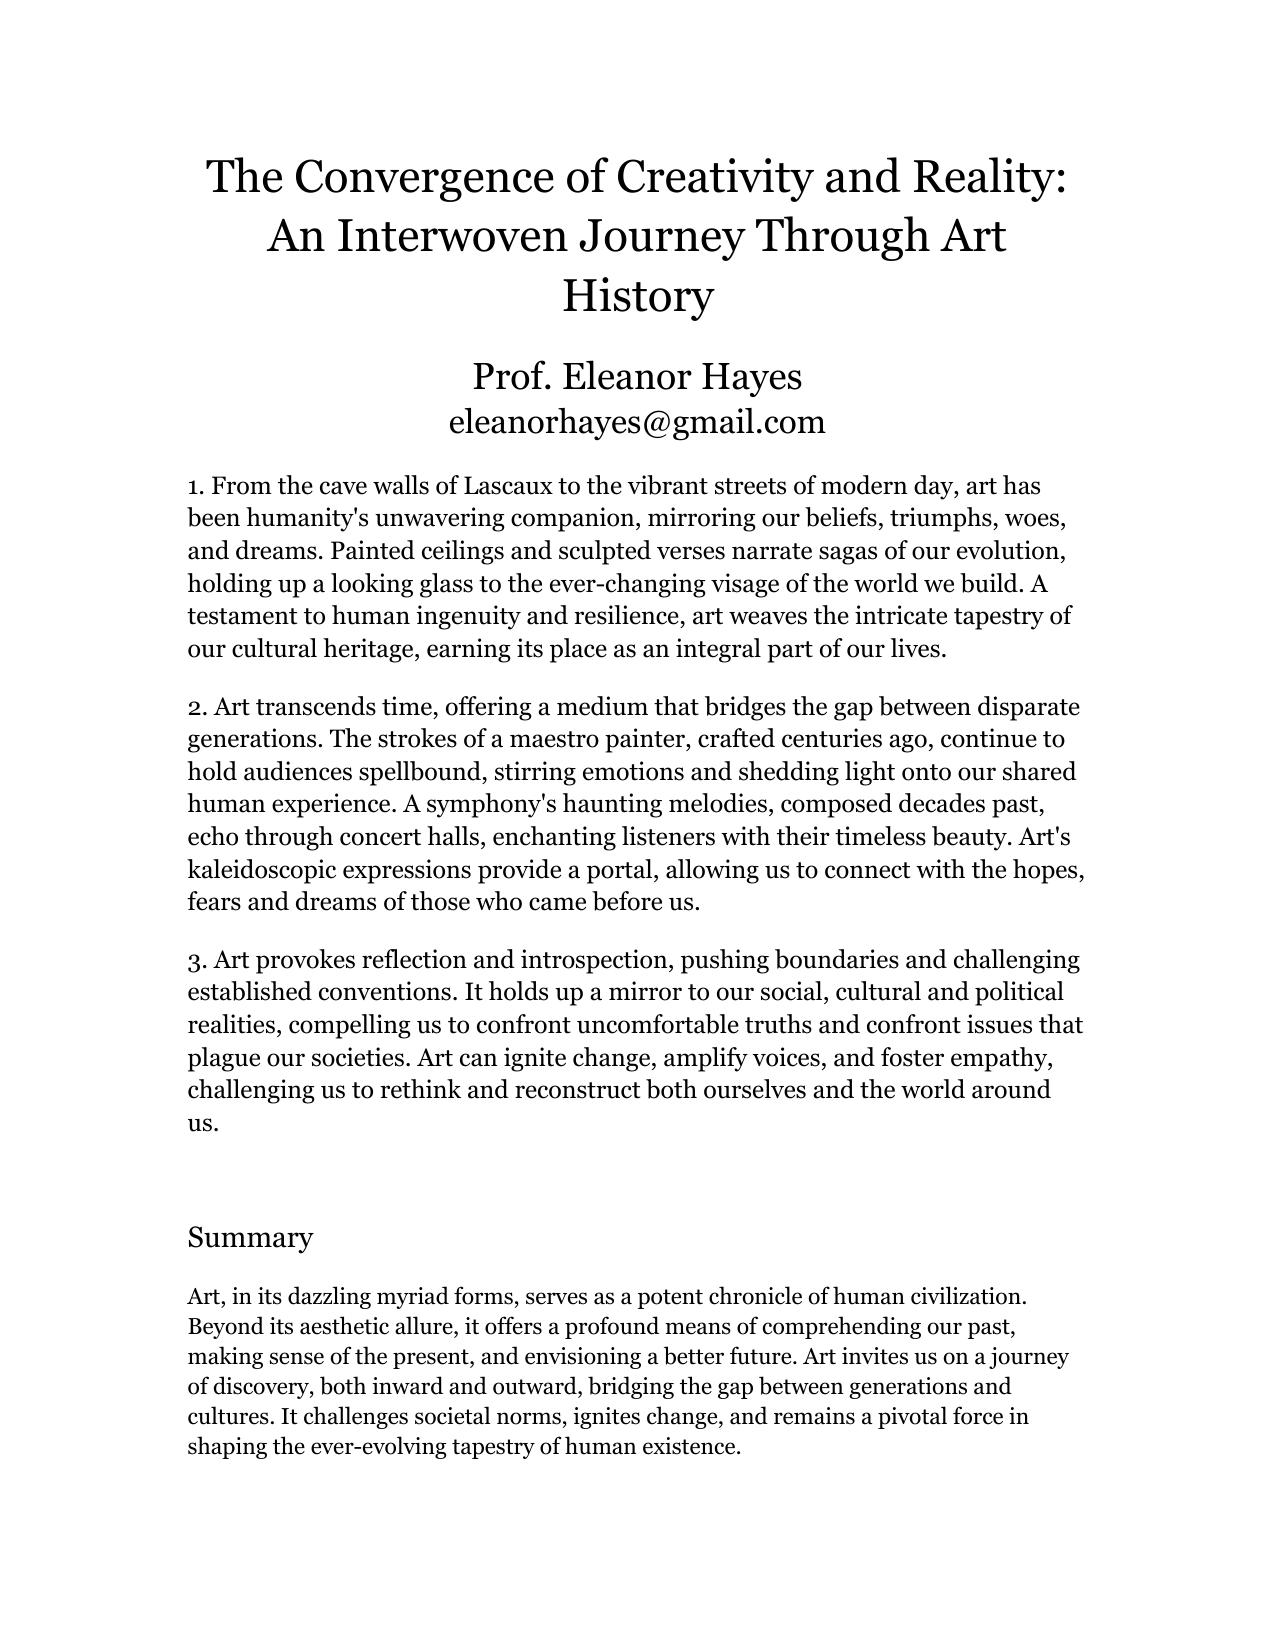 The Convergence of Creativity and Reality:
An Interwoven Journey Through Art
History
Prof. Eleanor Hayes
eleanorhayes@gmail.com
1. From the cave walls of Lascaux to the vibrant streets of modern day, art has
been humanity's unwavering companion, mirroring our beliefs, triumphs, woes,
and dreams. Painted ceilings and sculpted verses narrate sagas of our evolution,
holding up a looking glass to the ever-changing visage of the world we build. A
testament to human ingenuity and resilience, art weaves the intricate tapestry of
our cultural heritage, earning its place as an integral part of our lives.
2. Art transcends time, offering a medium that bridges the gap between disparate
generations. The strokes of a maestro painter, crafted centuries ago, continue to
hold audiences spellbound, stirring emotions and shedding light onto our shared
human experience. A symphony's haunting melodies, composed decades past,
echo through concert halls, enchanting listeners with their timeless beauty. Art's
kaleidoscopic expressions provide a portal, allowing us to connect with the hopes,
fears and dreams of those who came before us.
3. Art provokes reflection and introspection, pushing boundaries and challenging
established conventions. It holds up a mirror to our social, cultural and political
realities, compelling us to confront uncomfortable truths and confront issues that
plague our societies. Art can ignite change, amplify voices, and foster empathy,
challenging us to rethink and reconstruct both ourselves and the world around
us.
Summary
Art, in its dazzling myriad forms, serves as a potent chronicle of human civilization.
Beyond its aesthetic allure, it offers a profound means of comprehending our past,
making sense of the present, and envisioning a better future. Art invites us on a journey
of discovery, both inward and outward, bridging the gap between generations and
cultures. It challenges societal norms, ignites change, and remains a pivotal force in
shaping the ever-evolving tapestry of human existence.